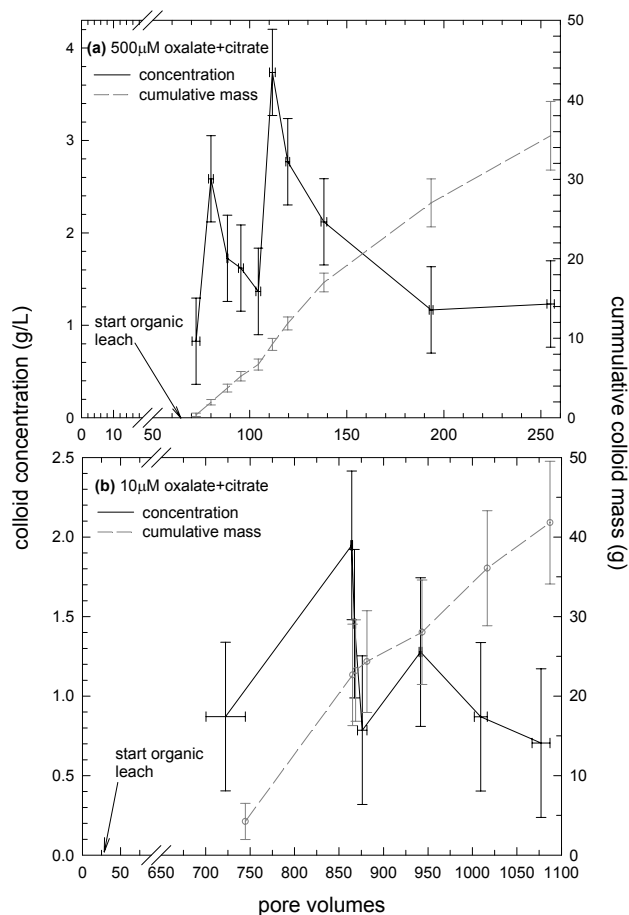 (a) 500μM oxalate+citrate
concentration
cumulative mass
start organic
leach
4
3
2
1
0
50
40
30
20
10
0
0 10 50 100 150 200 250
colloid concentration (g/L)
cummulative colloid mass (g)
(b) 10μM oxalate+citrate
concentration
cumulative mass
start organic
leach
2.5
2.0
1.5
1.0
0.5
0.0
50
40
30
20
10
0
0 50 650 700 750 800 850 900 950 1000 1100
pore volumes